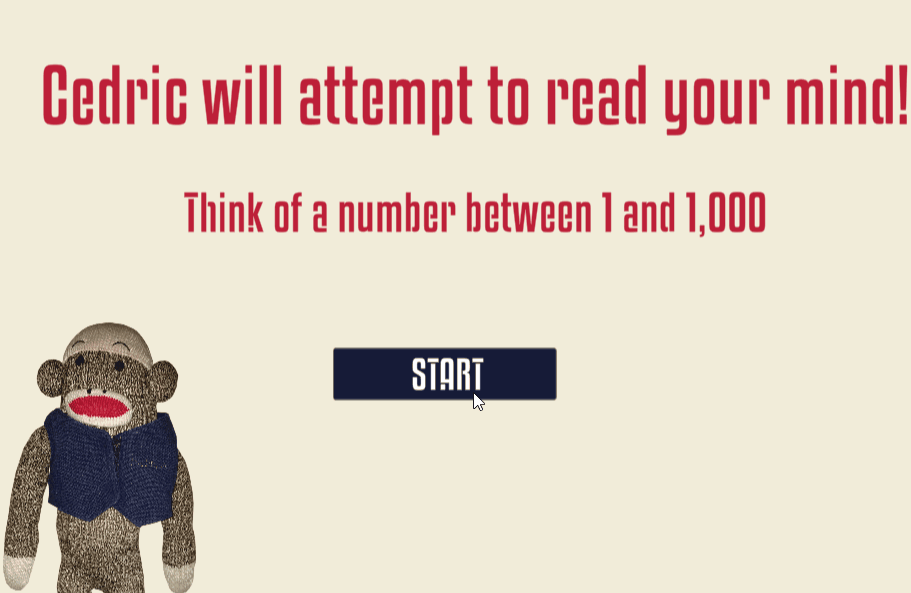 Cedric will attempt to read your mind!
Think of a number between 1 and 1,000
START